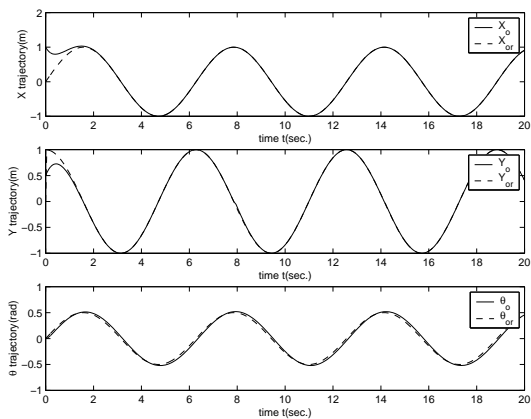 2
1
0
−1
X trajectory(m)
X_o
X_or
0 2 4 6 8 10 12 14 16 18 20
time t(sec.)
1
0.5
0
−0.5
−1
Y trajectory(m)
Y_o
Y_or
0 2 4 6 8 10 12 14 16 18 20
time t(sec.)
1
0.5
0
−0.5
−1
θ trajectory(rad)
θ_o
θ_or
0 2 4 6 8 10 12 14 16 18 20
time t(sec.)